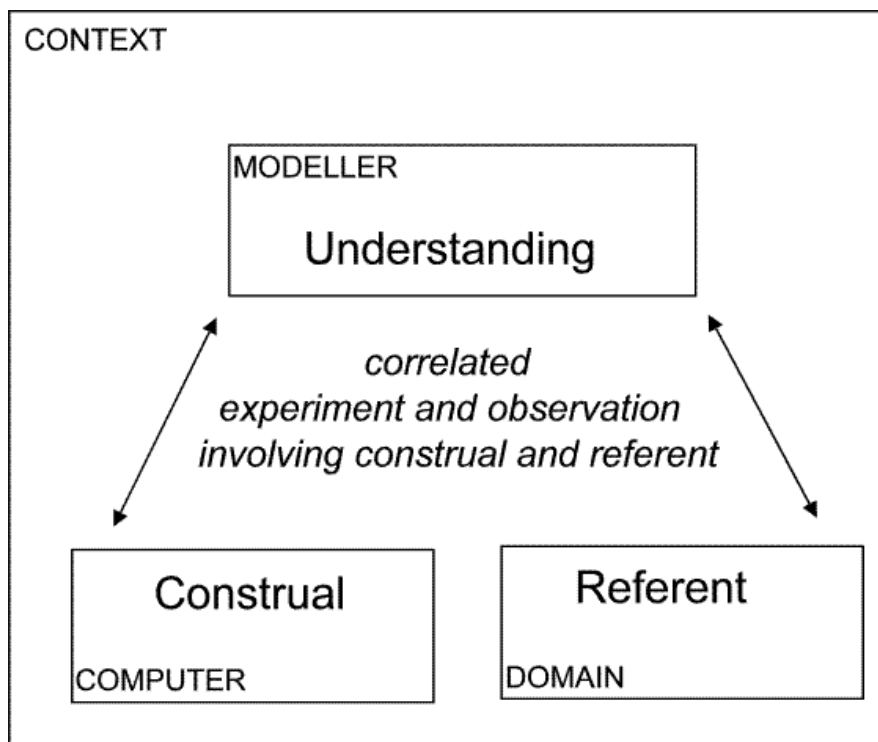 CONTEXT
MODELLER
Understanding
correlated
experiment and observation
involving construal and referent
Construal
COMPUTER
Referent
DOMAIN